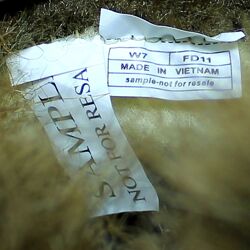 W7 FD11
MADE IN VIETNAM
sample-not for resale
SAMPLE
NOT FOR RESA